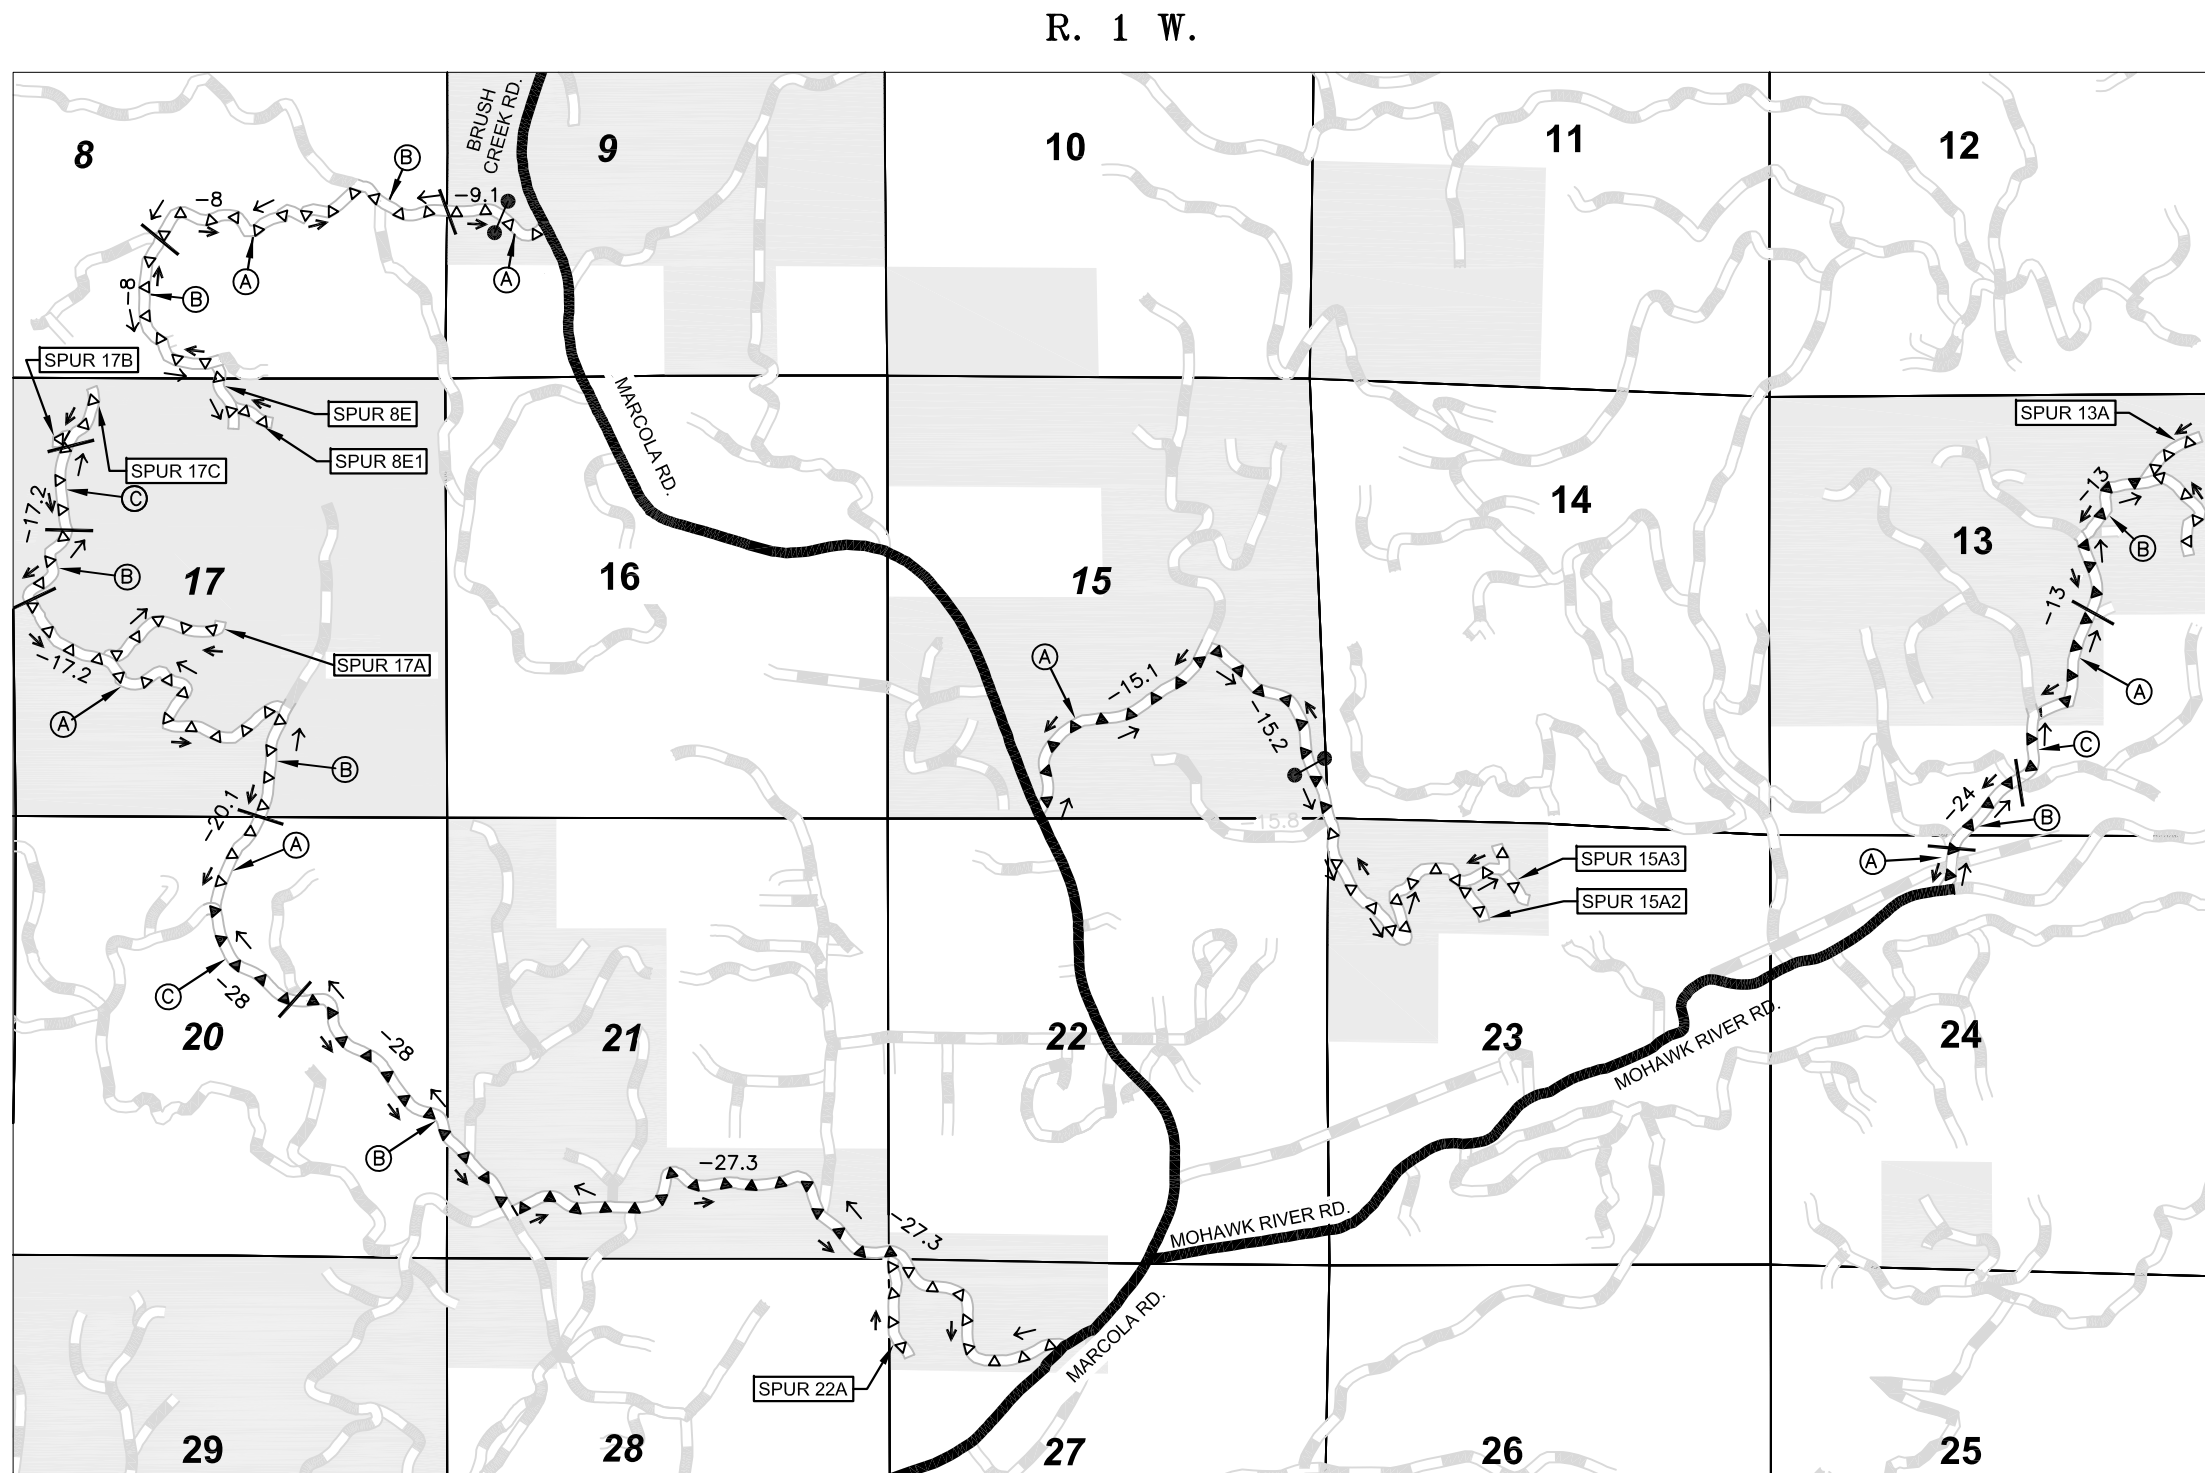 R. 1 W.
8
9
10
11
12
BRUSH
CREEK RD.
B
-8
-9.1
A
A
-8
B
SPUR 17B
SPUR 8E
SPUR 17C
SPUR 8E1
MARCOLA RD.
SPUR 13A
C
-17.2
-13
14
B
13
B
17
16
15
-13
SPUR 17A
-17.2
A
A
-15.1
A
-15.2
B
C
-20.1
-24
-15.8
B
A
A
SPUR 15A3
SPUR 15A2
C
-28
20
21
22
23
24
-28
MOHAWK RIVER RD.
B
-27.3
-27.3
MOHAWK RIVER RD.
MARCOLA RD.
SPUR 22A
29
28
27
26
25